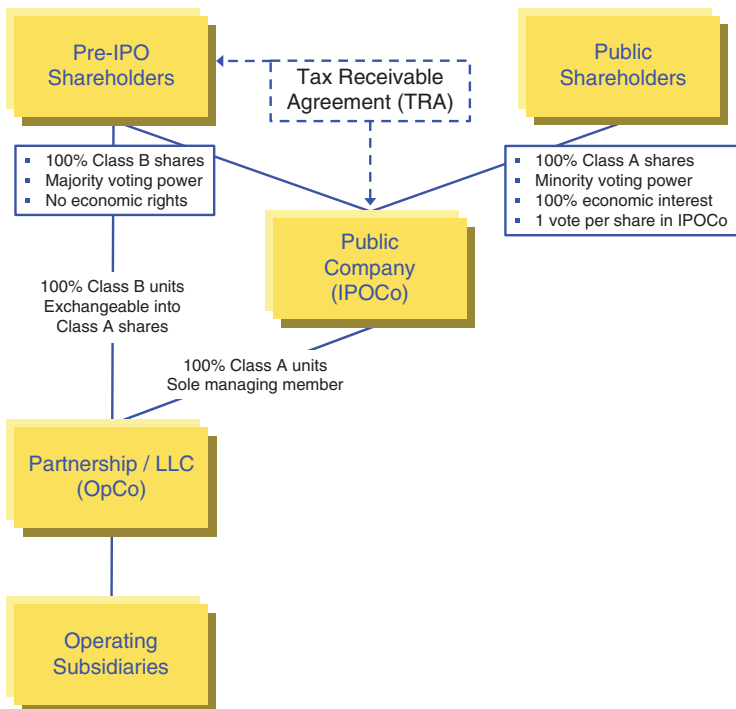 Pre-IPO
Shareholders
Tax Receivable
Agreement (TRA)
Public
Shareholders
▪ 100% Class B shares
▪ Majority voting power
▪ No economic rights
▪ 100% Class A shares
▪ Minority voting power
▪ 100% economic interest
▪ 1 vote per share in IPOCo
Public
Company
(IPOCo)
100% Class B units
Exchangeable into
Class A shares
100% Class A units
Sole managing member
Partnership / LLC
(OpCo)
Operating
Subsidiaries